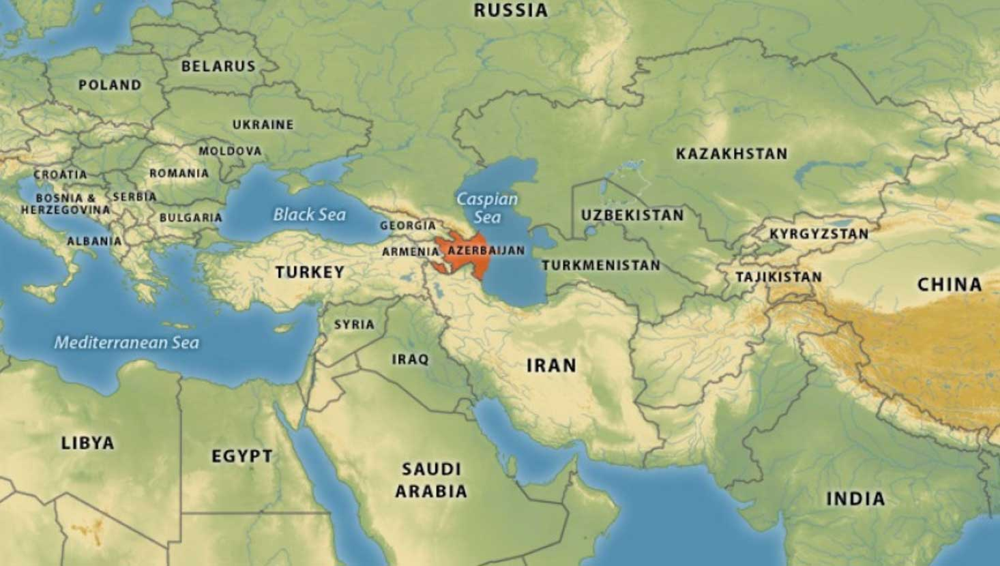 RUSSIA
BELARUS
POLAND
UKRAINE
MOLDOVA
KAZAKHSTAN
CROATIA
ROMANIA
BOSNIA &
HERZEGOVINA
SERBIA
Caspian
Sea
Black Sea
BULGARIA
UZBEKISTAN
GEORGIA
KYRGYZSTAN
ALBANIA
ARMENIA
AZERBAIJAN
TURKEY
TURKMENISTAN
TAJIKISTAN
CHINA
SYRIA
Mediterranean Sea
IRAQ
IRAN
LIBYA
EGYPT
SAUDI
ARABIA
INDIA